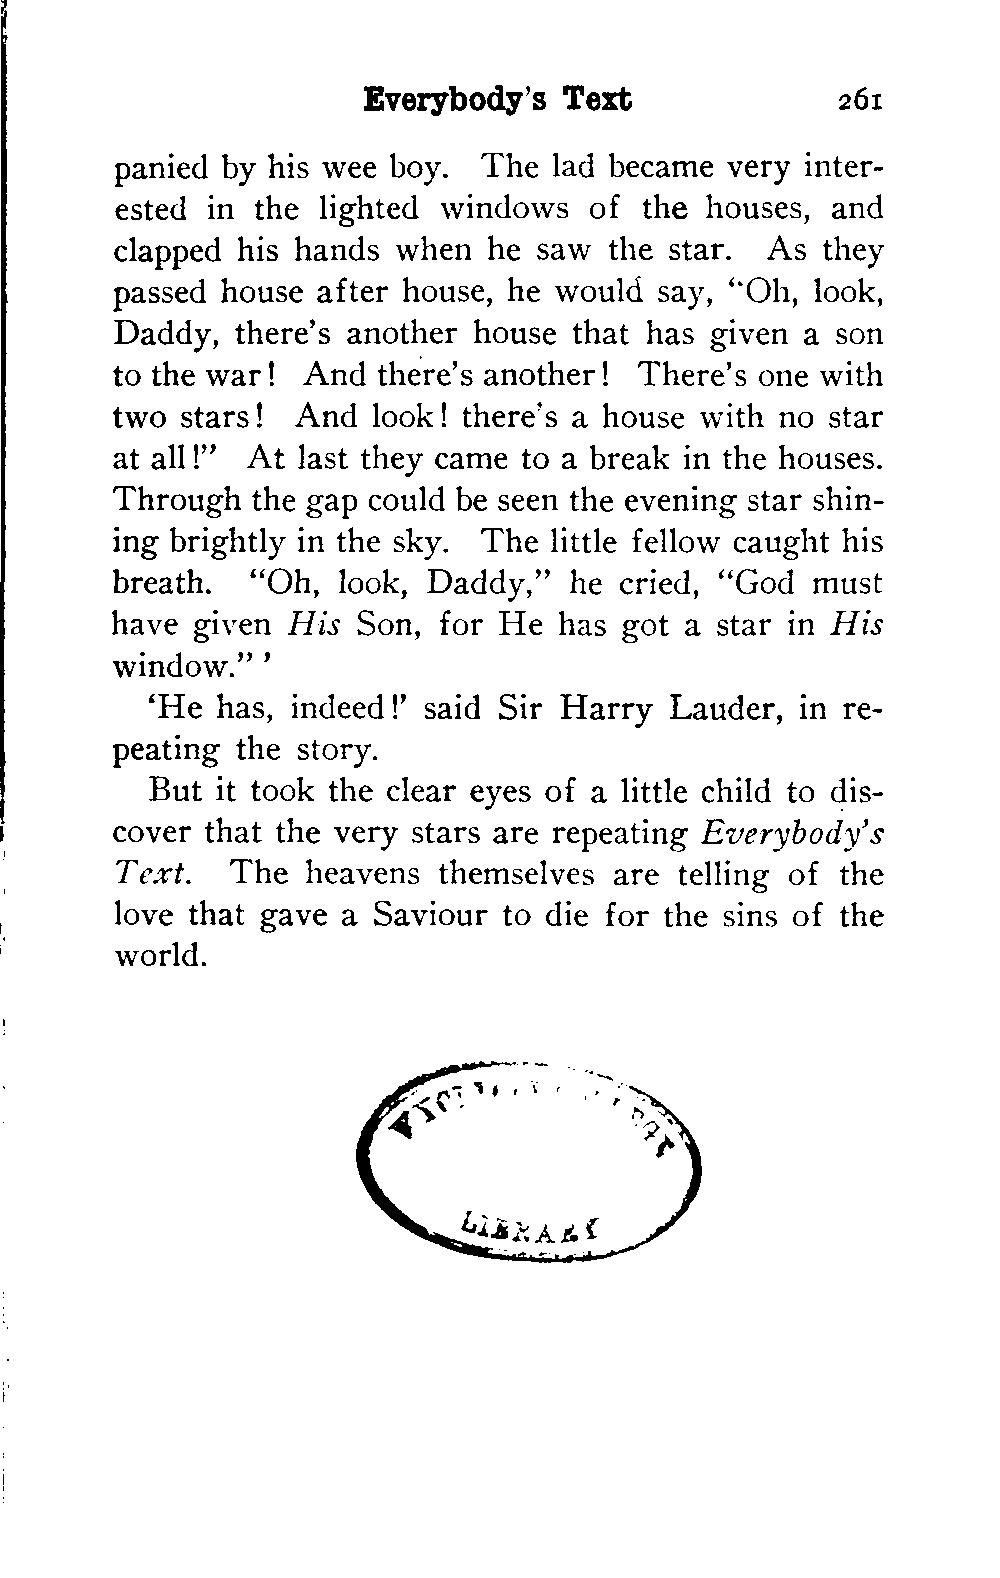 Everybody's Text 261
panied by his wee boy. The lad became very inter-
ested in the lighted windows of the houses, and
clapped his hands when he saw the star. As they
passed house after house, he would say, "Oh, look,
Daddy, there's another house that has given a son
to the war! And there's another! There's one with
two stars! And look! there's a house with no star
at all!" At last they came to a break in the houses.
Through the gap could be seen the evening star shin-
ing brightly in the sky. The little fellow caught his
breath. "Oh, look, Daddy," he cried, "God must
have given His Son, for He has got a star in His
window." '
'He has, indeed!' said Sir Harry Lauder, in re-
peating the story.
But it took the clear eyes of a little child to dis-
cover that the very stars are repeating Everybody's
Text. The heavens themselves are telling of the
love that gave a Saviour to die for the sins of the
world.
LIBRARY